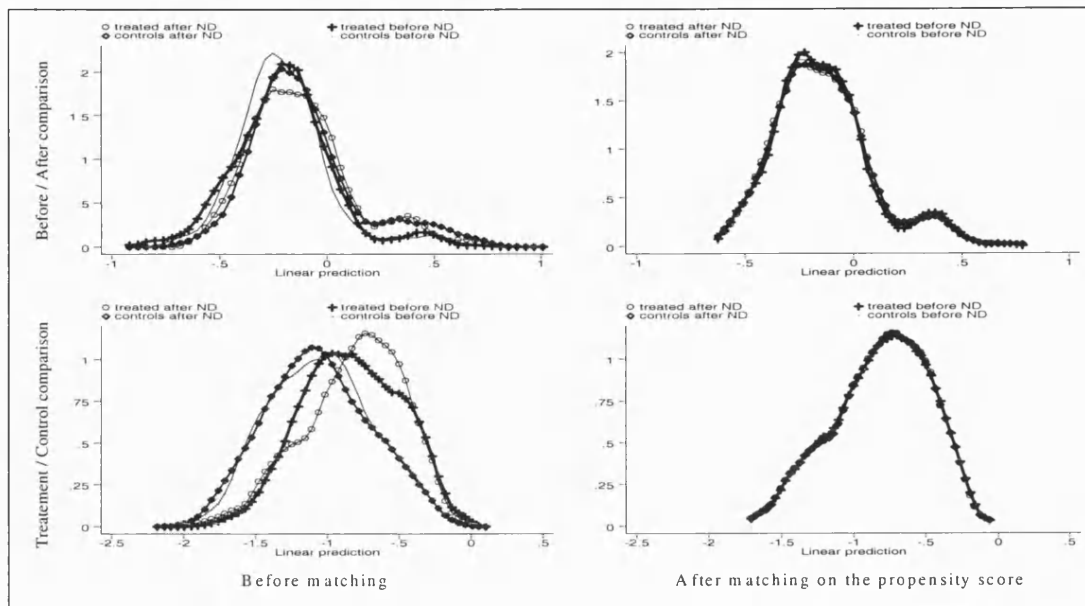 treated after ND
treated before ND
controls after ND
controls before ND
2
1.5
1
.5
0
-1
-.5
0
.5
1
Linear prediction
Before / After comparison
treated after ND
treated before ND
controls after ND
controls before ND
2
1.5
1
.5
0
-1
-.5
0
.5
1
Linear prediction
treated after ND
treated before ND
controls after ND
controls before ND
1
.75
.5
.25
0
-2.5
-2
-1.5
-1
-.5
0
.5
Linear prediction
Treatement / Control comparison
Before matching
treated after ND
treated before ND
controls after ND
controls before ND
1
.75
.5
.25
0
-2.5
-2
-1.5
-1
-.5
0
.5
Linear prediction
After matching on the propensity score